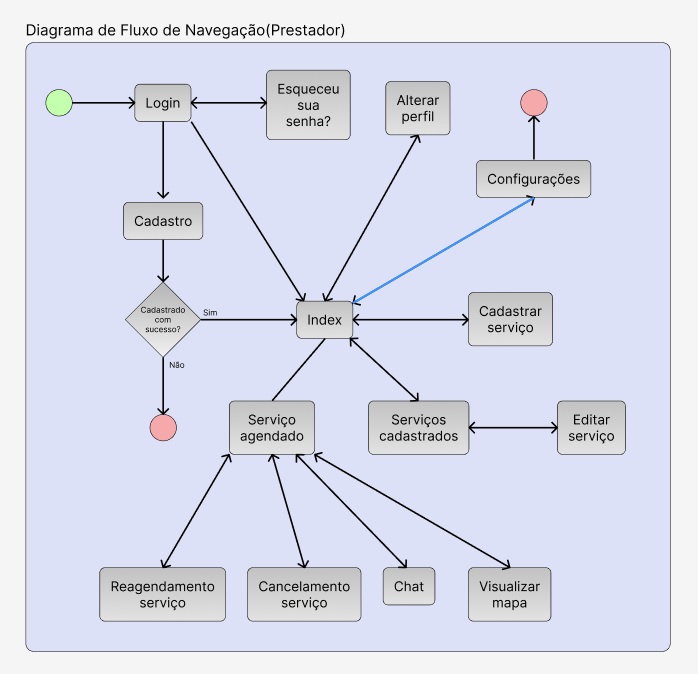 Diagrama de Fluxo de Navegação(Prestador)
Login
Esqueceu
sua
senha?
Alterar
perfil
Configurações
Cadastro
Cadastrado
com
sucesso?
Sim
Não
Index
Cadastrar
serviço
Serviço
agendado
Serviços
cadastrados
Editar
serviço
Reagendamento
serviço
Cancelamento
serviço
Chat
Visualizar
mapa